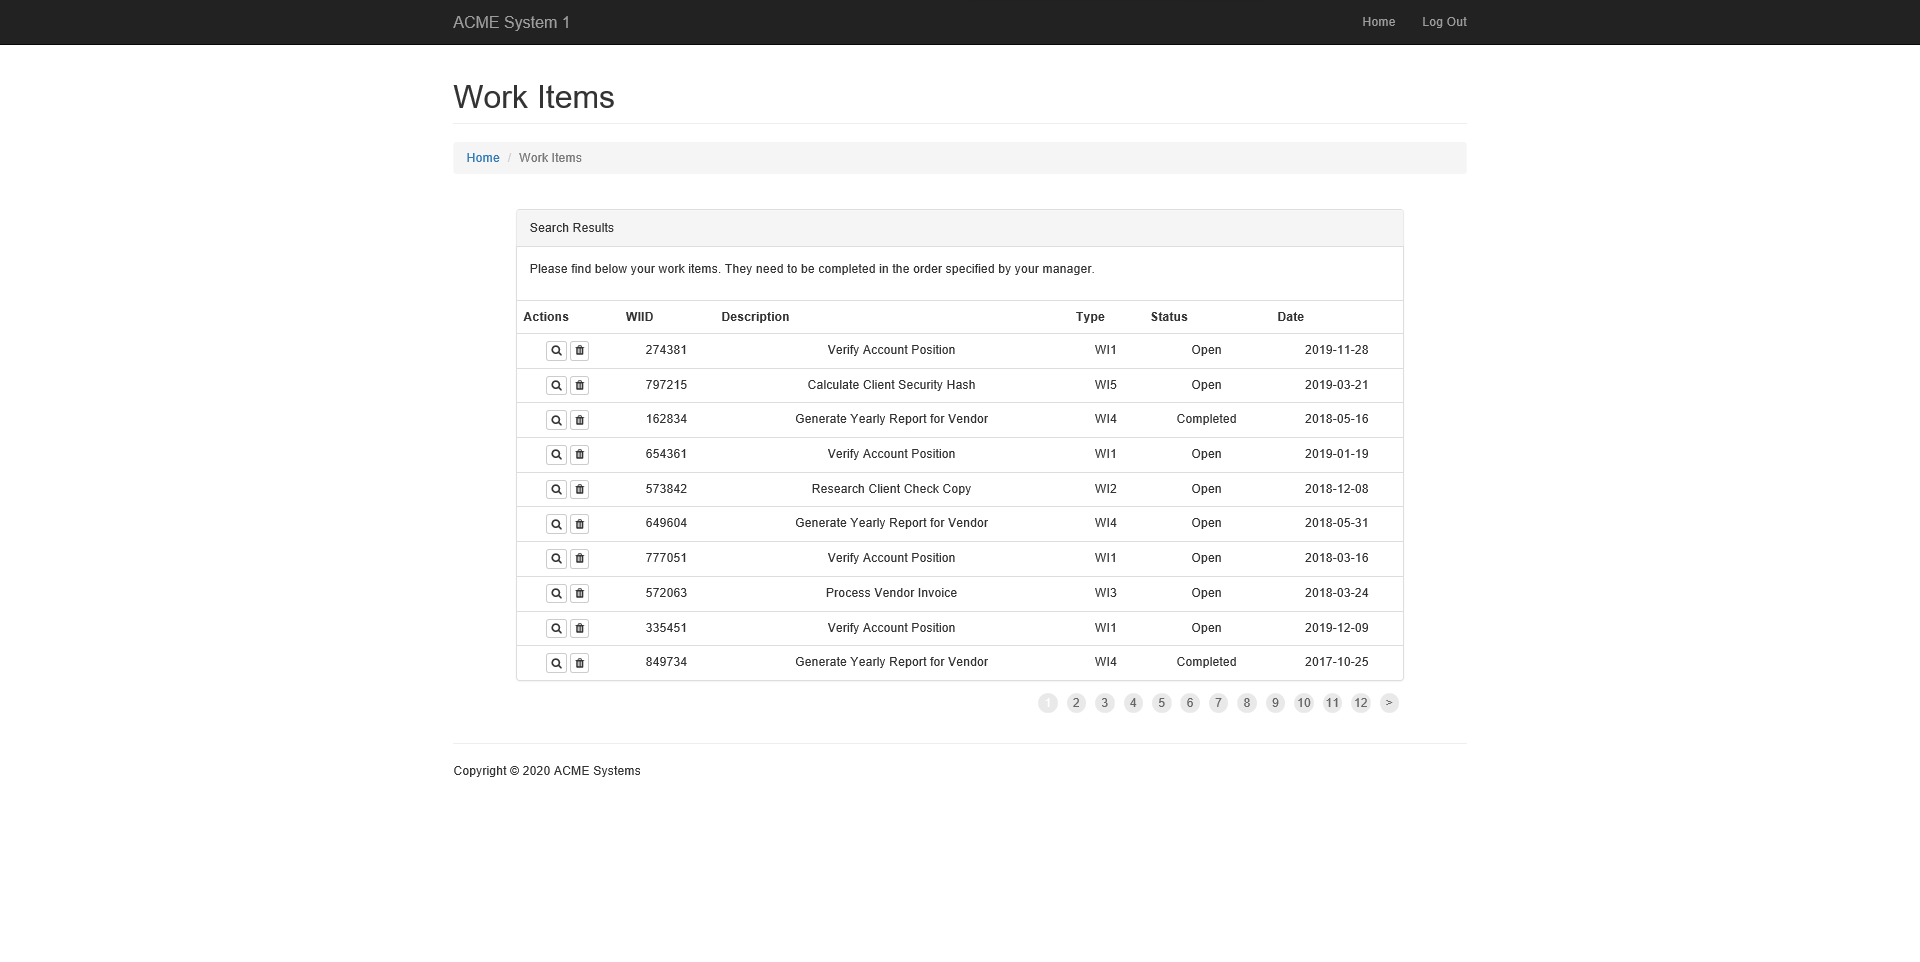 ACME System 1 Home Log Out
Work Items
Home / Work Items
Search Results
Please find below your work items. They need to be completed in the order specified by your manager.
Actions WIID Description Type Status Date
274381 Verify Account Position WI1 Open 2019-11-28
797215 Calculate Client Security Hash WI5 Open 2019-03-21
162834 Generate Yearly Report for Vendor WI4 Completed 2018-05-16
654361 Verify Account Position WI1 Open 2019-01-19
573842 Research Client Check Copy WI2 Open 2018-12-08
649604 Generate Yearly Report for Vendor WI4 Open 2018-05-31
777051 Verify Account Position WI1 Open 2018-03-16
572063 Process Vendor Invoice WI3 Open 2018-03-24
335451 Verify Account Position WI1 Open 2019-12-09
849734 Generate Yearly Report for Vendor WI4 Completed 2017-10-25
1 2 3 4 5 6 7 8 9 10 11 12 >
Copyright © 2020 ACME Systems